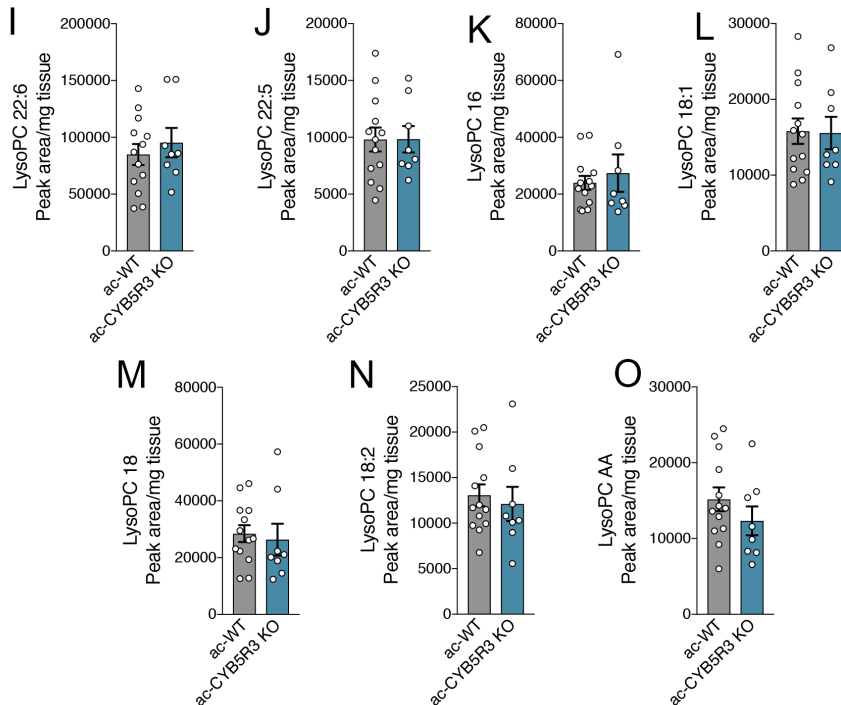 I
LysoPC 22:6
Peak area/mg tissue
200000
150000
100000
50000
0
ac-WT
ac-CYB5R3 KO
J
LysoPC 22:5
Peak area/mg tissue
20000
15000
10000
5000
0
ac-WT
ac-CYB5R3 KO
K
LysoPC 16
Peak area/mg tissue
80000
60000
40000
20000
0
ac-WT
ac-CYB5R3 KO
L
LysoPC 18:1
Peak area/mg tissue
30000
20000
10000
0
ac-WT
ac-CYB5R3 KO
M
LysoPC 18
Peak area/mg tissue
80000
60000
40000
20000
0
ac-WT
ac-CYB5R3 KO
N
LysoPC 18:2
Peak area/mg tissue
25000
20000
15000
10000
5000
0
ac-WT
ac-CYB5R3 KO
O
LysoPC AA
Peak area/mg tissue
30000
20000
10000
0
ac-WT
ac-CYB5R3 KO